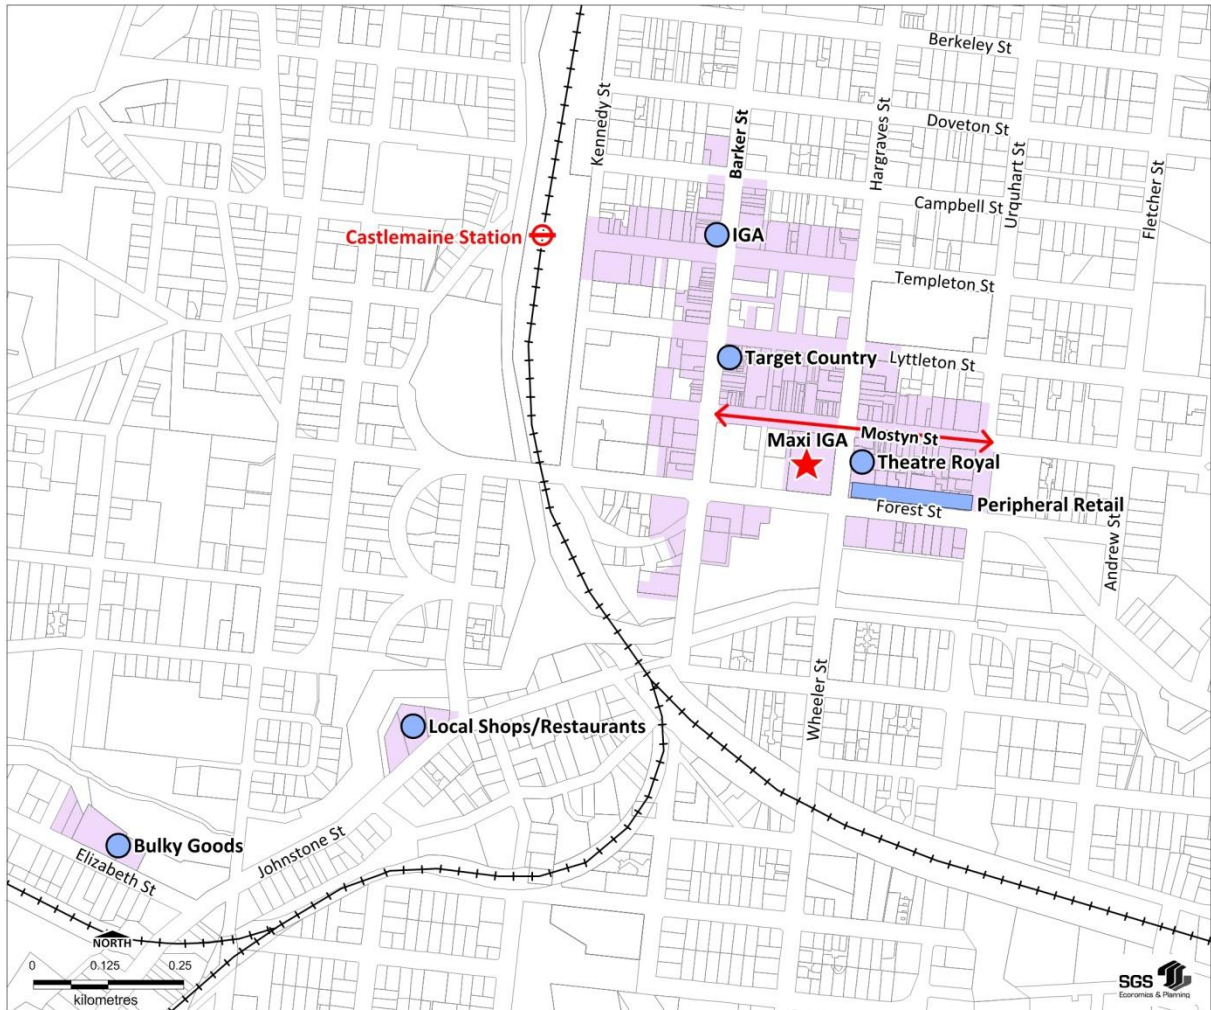 Berkeley St
Doveton St
Kennedy St
Barker St
Hargraves St
Urquhart St
Fletcher St
Campbell St
Castlemaine Station
IGA
Templeton St
Target Country
Lyttleton St
Mostyn St
Maxi IGA
Theatre Royal
Peripheral Retail
Forest St
Andrew St
Wheeler St
Local Shops/Restaurants
Bulky Goods
Johnstone St
Elizabeth St
NORTH
0 0.125 0.25
kilometres
SGS
Economics & Planning